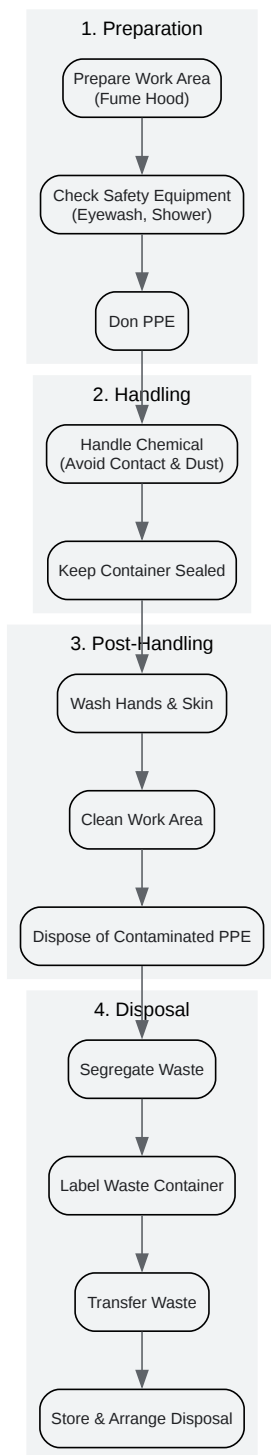 1. Preparation
Prepare Work Area
(Fume Hood)
Check Safety Equipment
(Eyewash, Shower)
Don PPE
2. Handling
Handle Chemical
(Avoid Contact & Dust)
Keep Container Sealed
3. Post-Handling
Wash Hands & Skin
Clean Work Area
Dispose of Contaminated PPE
4. Disposal
Segregate Waste
Label Waste Container
Transfer Waste
Store & Arrange Disposal